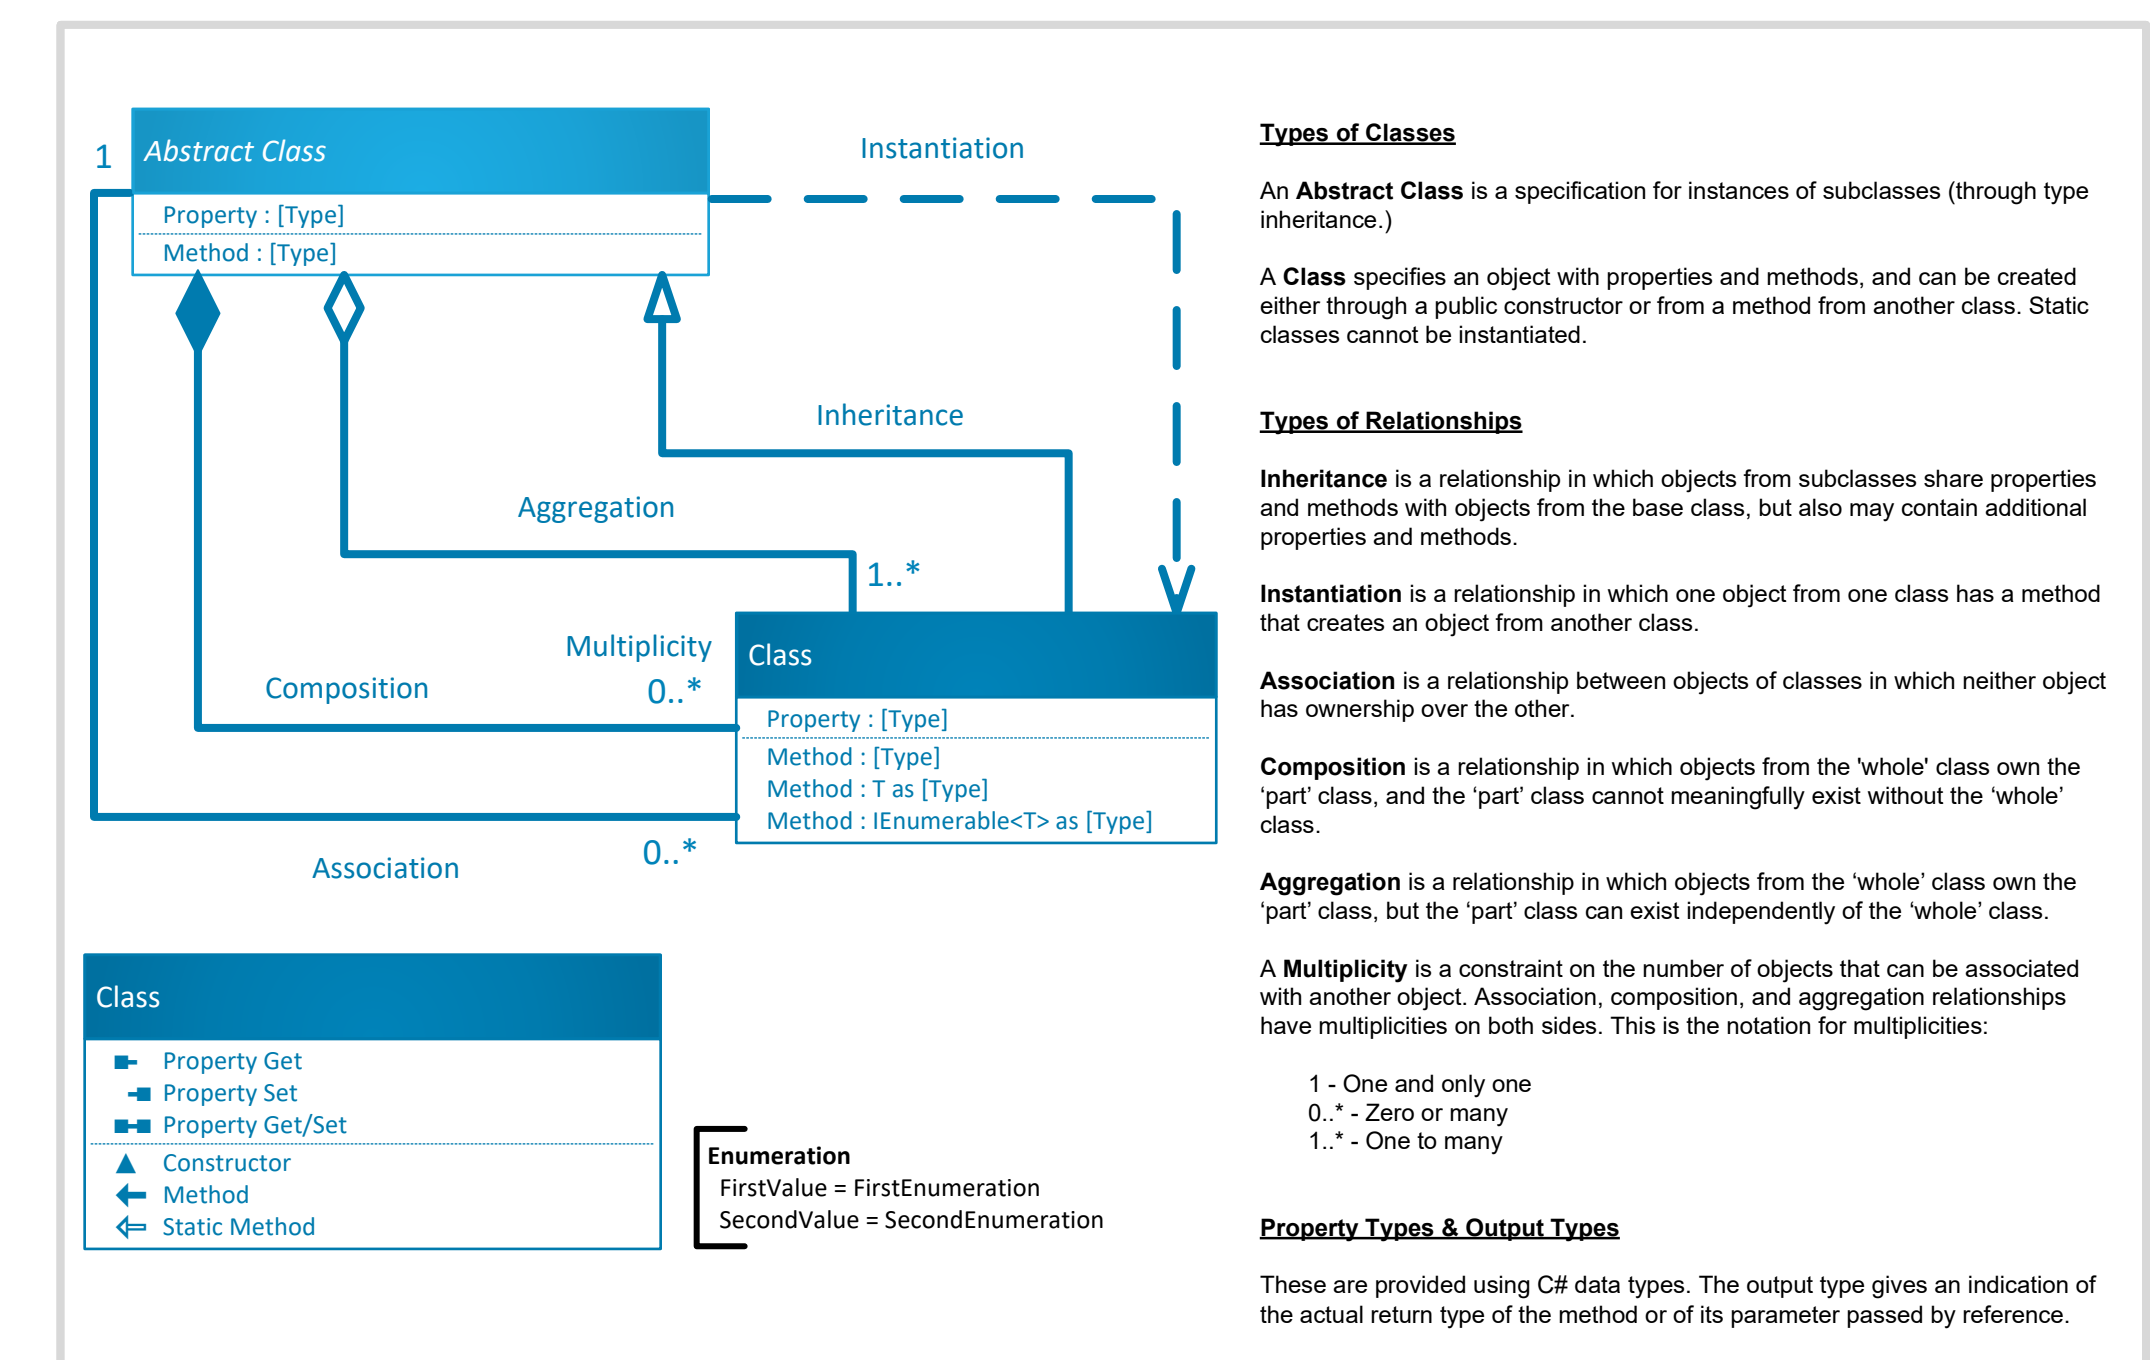 1
Abstract Class
Property : [Type]
Method : [Type]
Instantiation
Inheritance
Aggregation
1..*
Multiplicity
0..*
Composition
Class
Property : [Type]
Method : [Type]
Method : T as [Type]
Method : IEnumerable<T> as [Type]
0..*
Association
Class
Property Get
Property Set
Property Get/Set
Constructor
Method
Static Method
Enumeration
FirstValue = FirstEnumeration
SecondValue = SecondEnumeration
Types of Classes
An Abstract Class is a specification for instances of subclasses (through type
inheritance.)
A Class specifies an object with properties and methods, and can be created
either through a public constructor or from a method from another class. Static
classes cannot be instantiated.
Types of Relationships
Inheritance is a relationship in which objects from subclasses share properties
and methods with objects from the base class, but also may contain additional
properties and methods.
Instantiation is a relationship in which one object from one class has a method
that creates an object from another class.
Association is a relationship between objects of classes in which neither object
has ownership over the other.
Composition is a relationship in which objects from the 'whole' class own the
‘part’ class, and the ‘part’ class cannot meaningfully exist without the ‘whole’
class.
Aggregation is a relationship in which objects from the ‘whole’ class own the
‘part’ class, but the ‘part’ class can exist independently of the ‘whole’ class.
A Multiplicity is a constraint on the number of objects that can be associated
with another object. Association, composition, and aggregation relationships
have multiplicities on both sides. This is the notation for multiplicities:
1 - One and only one
0..* - Zero or many
1..* - One to many
Property Types & Output Types
These are provided using C# data types. The output type gives an indication of
the actual return type of the method or of its parameter passed by reference.